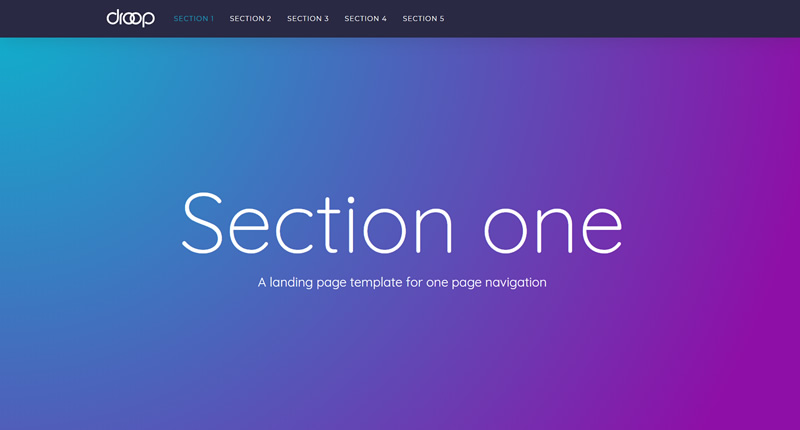 droop SECTION 1 SECTION 2 SECTION 3 SECTION 4 SECTION 5
Section one
A landing page template for one page navigation